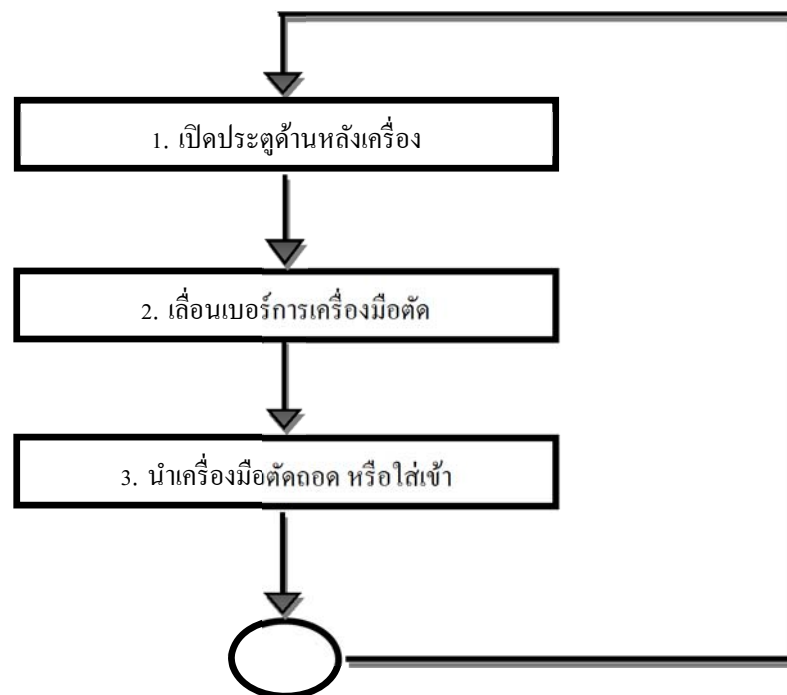 1. เปิดประตูด้านหลังเครื่อง
2. เลื่อนเบอร์การเครื่องมือตัด
3. นำเครื่องมือตัดถอด หรือใส่เข้า